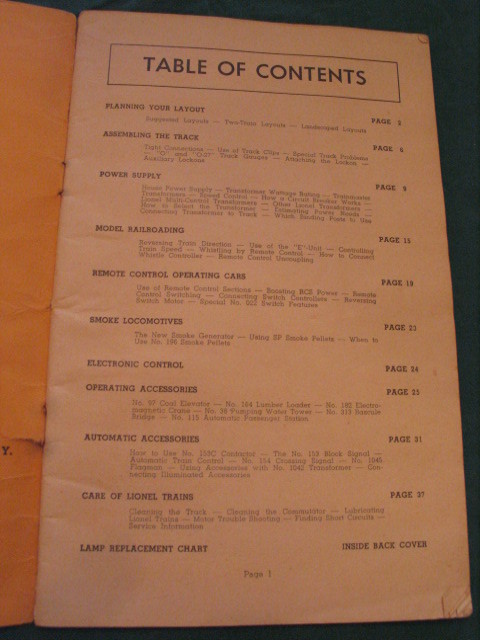 TABLE OF CONTENTS
PLANNING YOUR LAYOUT PAGE 2
Suggested Layouts — Two-Train Layouts — Landscaped Layouts
ASSEMBLING THE TRACK PAGE 6
Tight Connections — Use of Track Clips — Special Track Problems
— "O" and "O27" Track Gauges — Attaching the Lockon —
Auxiliary Lockons
POWER SUPPLY PAGE 9
House Power Supply — Transformer Wattage Rating — Trainmaster
Transformers — Speed Control — How a Circuit Breaker Works —
Lionel Multi-Control Transformers — Other Lionel Transformers —
How to Select the Transformer — Estimating Power Needs —
Connecting Transformer to Track — Which Binding Posts to Use
MODEL RAILROADING PAGE 15
Reversing Train Direction — Use of the "E"-Unit — Controlling
Train Speed — Whistling by Remote Control — How to Connect
Whistle Controller — Remote Control Uncoupling
REMOTE CONTROL OPERATING CARS PAGE 19
Use of Remote Control Sections — Boosting RCS Power — Remote
Control Switching — Connecting Switch Controllers — Reversing
Switch Motor — Special No. 022 Switch Features
SMOKE LOCOMOTIVES PAGE 23
The New Smoke Generator — Using SP Smoke Pellets — When to
Use No. 196 Smoke Pellets
ELECTRONIC CONTROL PAGE 24
OPERATING ACCESSORIES PAGE 25
No. 97 Coal Elevator — No. 164 Lumber Loader — No. 182 Electro-
magnetic Crane — No. 38 Pumping Water Tower — No. 313 Bascule
Bridge — No. 115 Automatic Passenger Station
AUTOMATIC ACCESSORIES PAGE 31
How to Use No. 153C Contactor — The No. 153 Block Signal —
Automatic Train Control — No. 154 Crossing Signal — No. 1045
Flagman — Using Accessories with No. 1042 Transformer — Con-
necting Illuminated Accessories
CARE OF LIONEL TRAINS PAGE 37
Cleaning the Track — Cleaning the Commutator — Lubricating
Lionel Trains — Motor Trouble Shooting — Finding Short Circuits —
Service Information
LAMP REPLACEMENT CHART INSIDE BACK COVER
Page 1
Y.